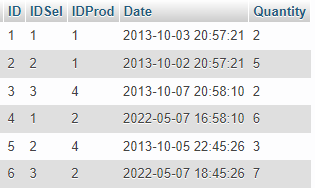 ID IDSel IDProd Date Quantity
1 1 1 2013-10-03 20:57:21 2
2 2 1 2013-10-02 20:57:21 5
3 3 4 2013-10-07 20:58:10 2
4 1 2 2022-05-07 16:58:10 6
5 2 4 2013-10-05 22:45:26 3
6 3 2 2022-05-07 18:45:26 7